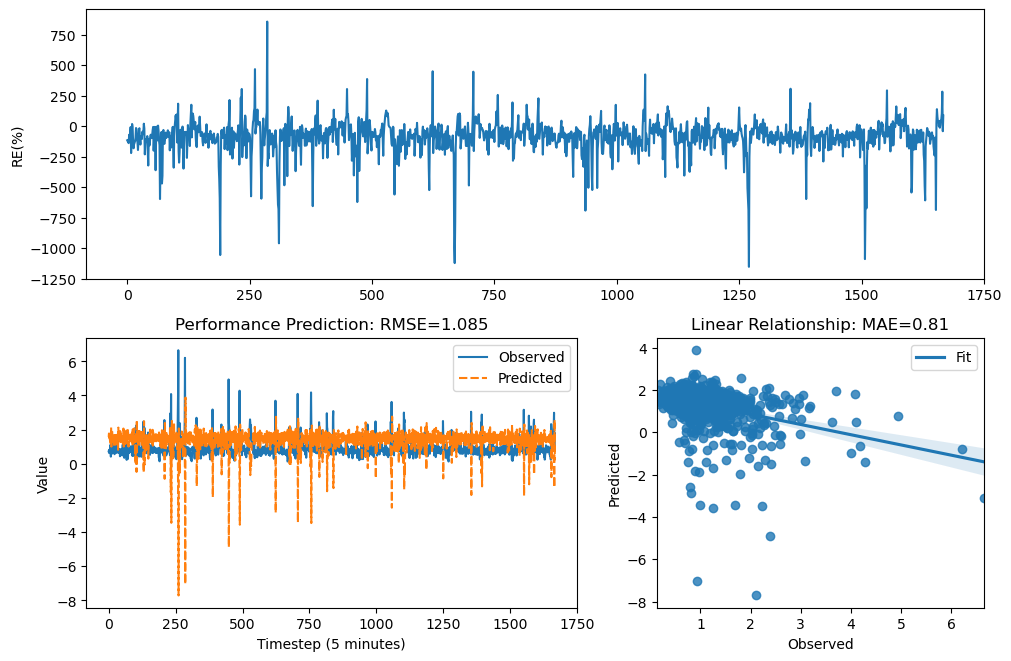 750
500
250
0
−250
−500
−750
−1000
−1250
RE(%)
0 250 500 750 1000 1250 1500 1750
Performance Prediction: RMSE=1.085
Observed
Predicted
6
4
2
0
−2
−4
−6
−8
Value
0 250 500 750 1000 1250 1500 1750
Timestep (5 minutes)
Linear Relationship: MAE=0.81
Fit
4
2
0
−2
−4
−6
−8
Predicted
1 2 3 4 5 6
Observed